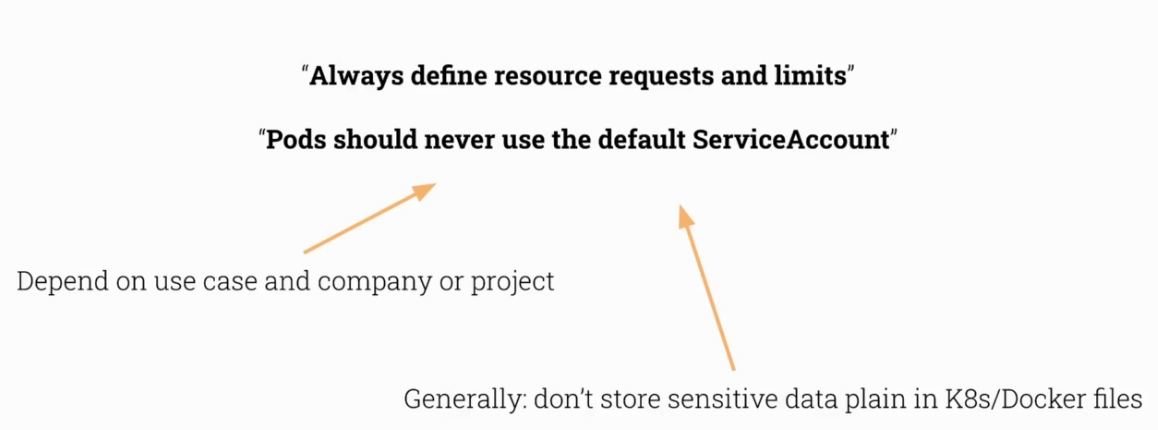 “Always define resource requests and limits”
“Pods should never use the default ServiceAccount”
Depend on use case and company or project
Generally: don’t store sensitive data plain in K8s/Docker files